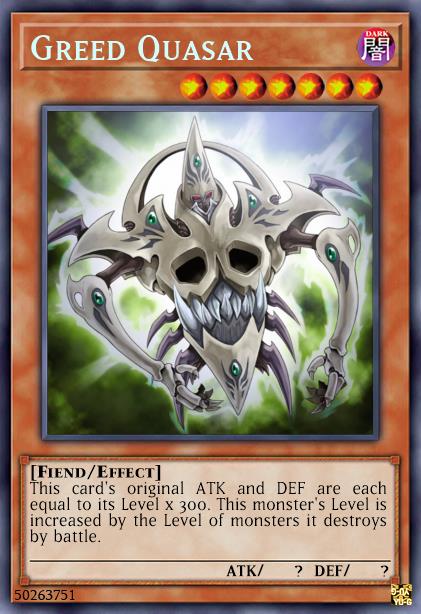 Greed Quasar
DARK
闇
[Fiend/Effect]
This card's original ATK and DEF are each
equal to its Level x 300. This monster's Level is
increased by the Level of monsters it destroys
by battle.
ATK/ ? DEF/ ?
50263751